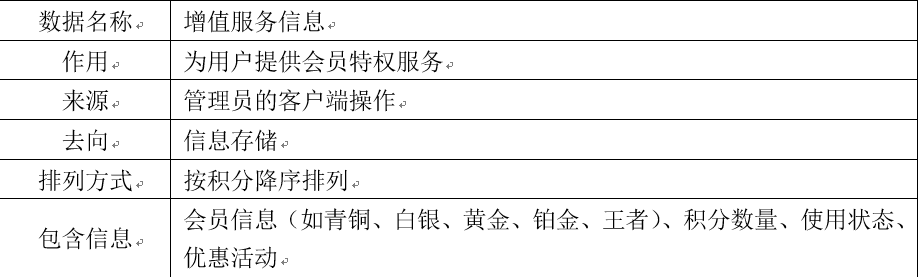 数据名称 增值服务信息
作用 为用户提供会员特权服务
来源 管理员的客户端操作
去向 信息存储
排列方式 按积分降序排列
包含信息 会员信息（如青铜、白银、黄金、铂金、王者）、积分数量、使用状态、
优惠活动